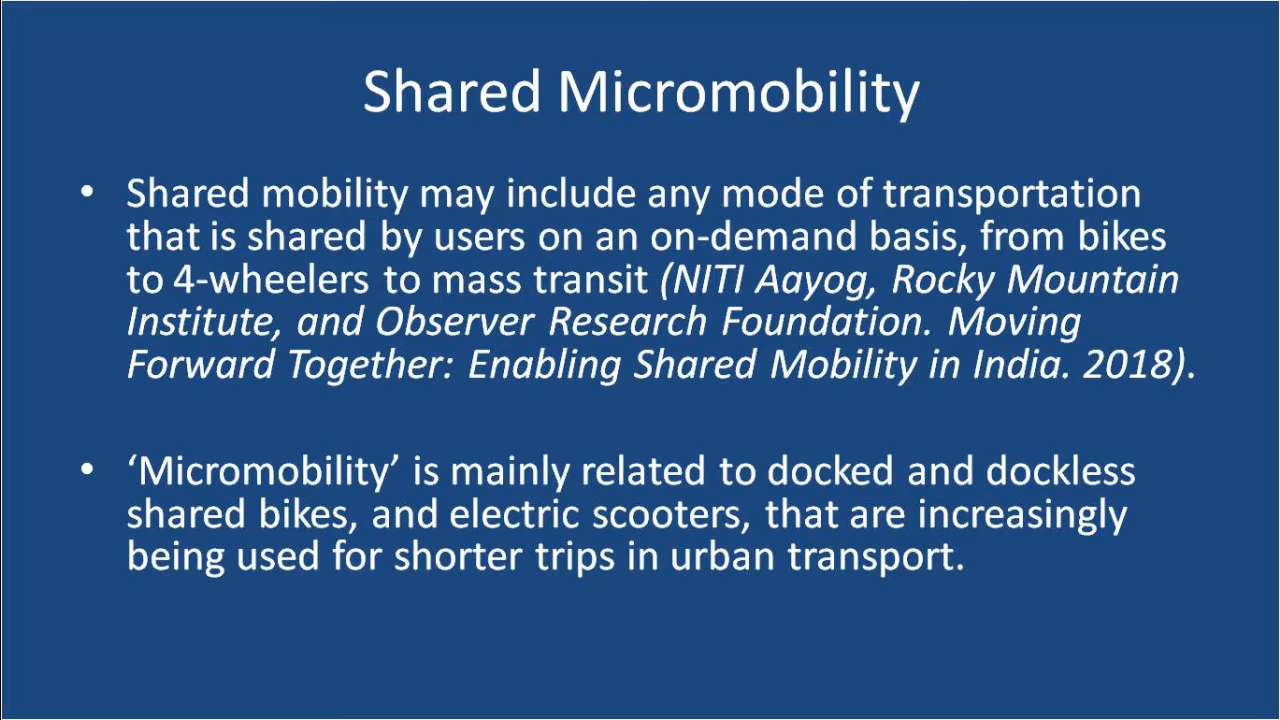 Shared Micromobility
• Shared mobility may include any mode of transportation
that is shared by users on an on-demand basis, from bikes
to 4-wheelers to mass transit (NITI Aayog, Rocky Mountain
Institute, and Observer Research Foundation. Moving
Forward Together: Enabling Shared Mobility in India. 2018).
• ‘Micromobility’ is mainly related to docked and dockless
shared bikes, and electric scooters, that are increasingly
being used for shorter trips in urban transport.